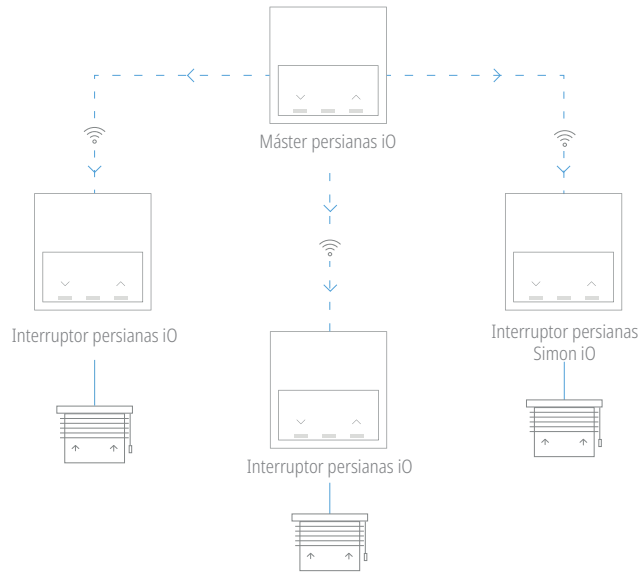 Máster persianas iO
Interruptor persianas iO
Interruptor persianas
Simon iO
Interruptor persianas iO